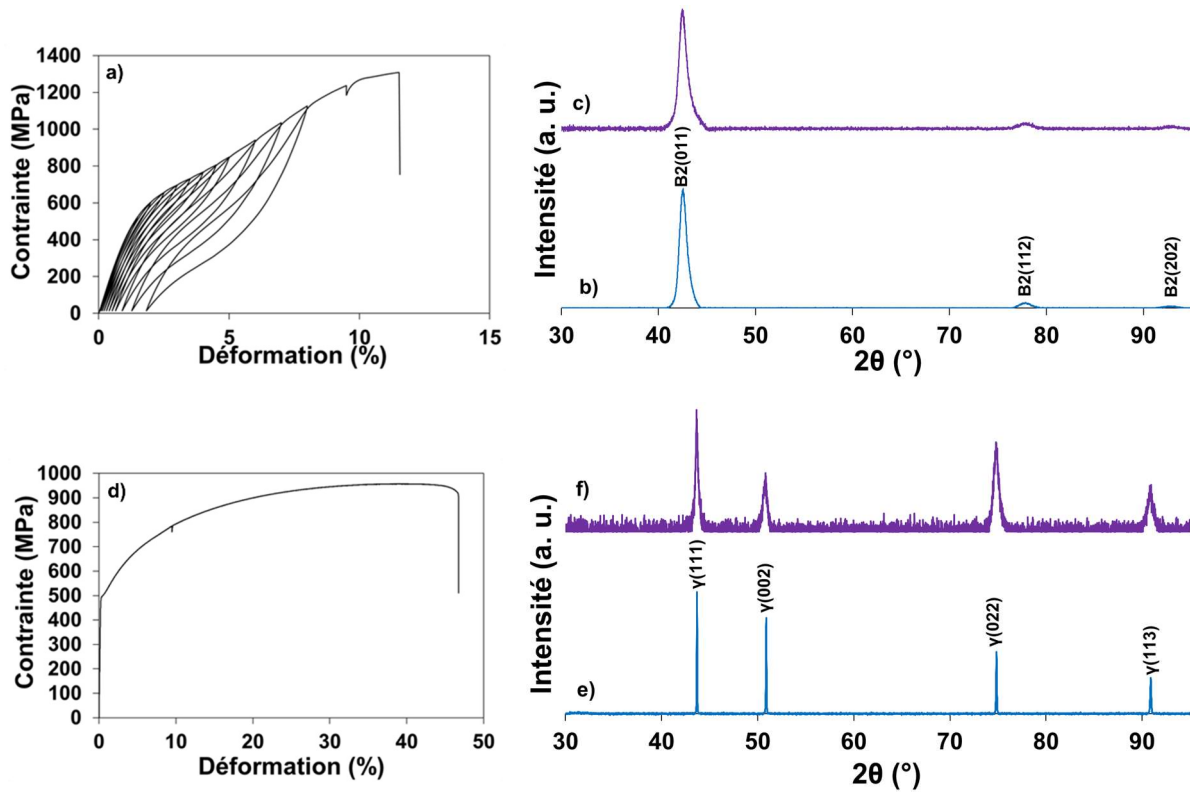 a)
Contrainte (MPa)
1400
1200
1000
800
600
400
200
0
0 5 10 15
Déformation (%)
c)
b)
Intensité (a. u.)
B2(011)
B2(112)
B2(202)
30 40 50 60 70 80 90
2θ (°)
d)
Contrainte (MPa)
1000
900
800
700
600
500
400
300
200
100
0
0 10 20 30 40 50
Déformation (%)
f)
e)
Intensité (a. u.)
γ(111)
γ(002)
γ(022)
γ(113)
30 40 50 60 70 80 90
2θ (°)